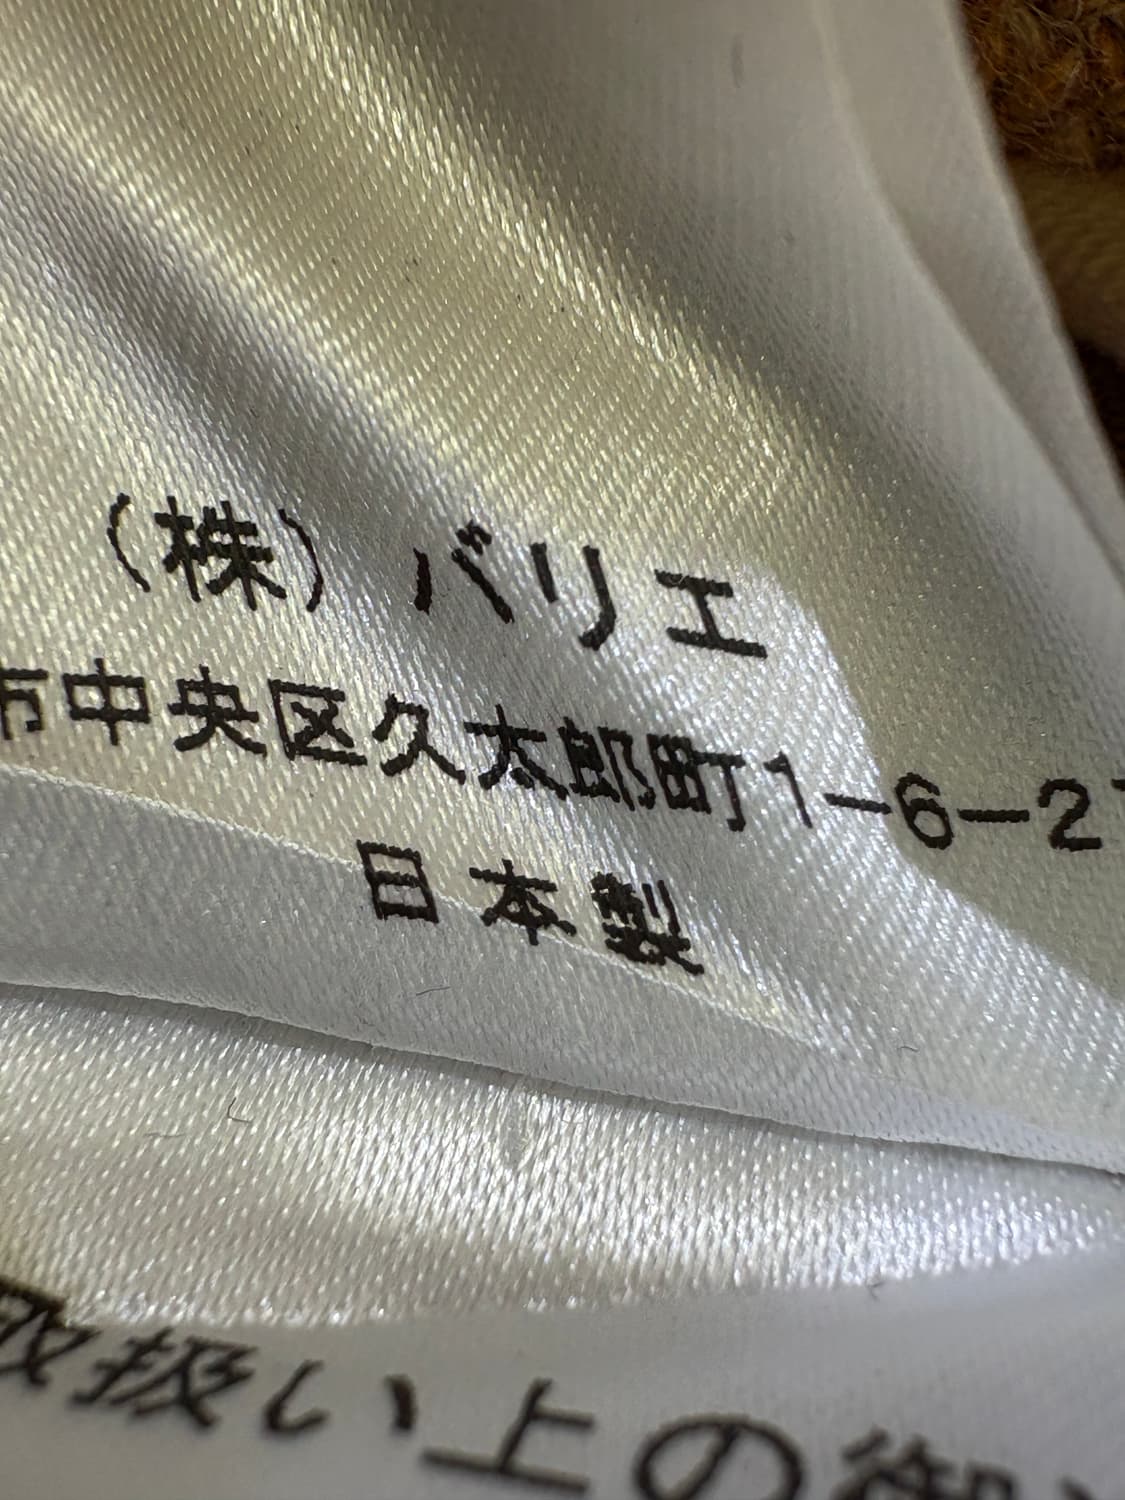 (株) バリエ
市中央区久太郎町1-6-2
日本製
取扱い上の御